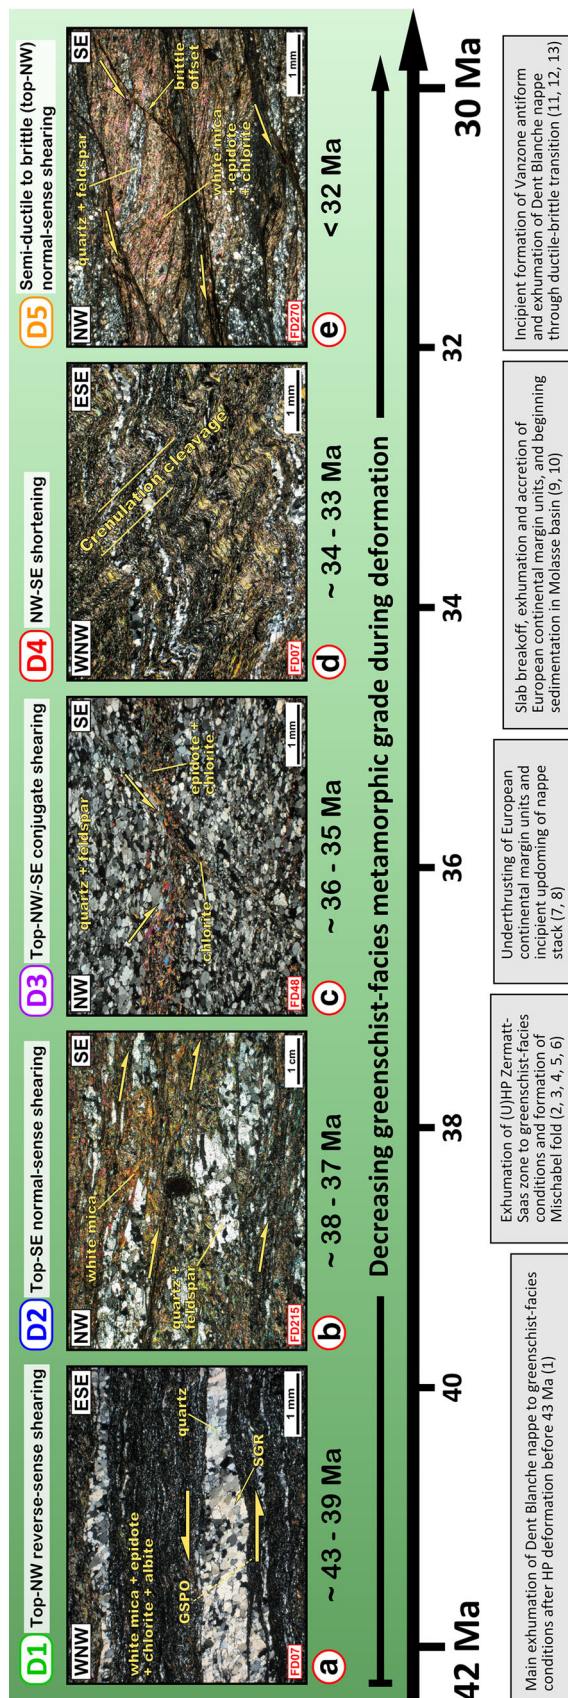 D1 Top-NW reverse-sense shearing
WNW
ESE
white mica + epidote
+ chlorite + albite
GSPO
SGR
quartz
FD07
1 mm
a
~ 43 - 39 Ma
D2 Top-SE normal-sense shearing
NW
SE
white mica
quartz +
feldspar
FD215
1 cm
b
~ 38 - 37 Ma
D3 Top-NW/-SE conjugate shearing
NW
SE
quartz + feldspar
epidote +
chlorite
chlorite
FD48
1 mm
c
~ 36 - 35 Ma
D4 NW-SE shortening
WNW
ESE
Crenulation cleavage
FD07
1 mm
d
~ 34 - 33 Ma
D5 Semi-ductile to brittle (top-NW)
normal-sense shearing
NW
SE
quartz + feldspar
brittle
offset
white mica
+ epidote
+ chlorite
FD270
1 mm
e
< 32 Ma
Decreasing greenschist-facies metamorphic grade during deformation
42 Ma
40
38
36
34
32
30 Ma
Main exhumation of Dent Blanche nappe to greenschist-facies
conditions after HP deformation before 43 Ma (1)
Exhumation of (U)HP Zermatt-
Saas zone to greenschist-facies
conditions and formation of
Mischabel fold (2, 3, 4, 5, 6)
Underthrusting of European
continental margin units and
incipient updoming of nappe
stack (7, 8)
Slab breakoff, exhumation and accretion of
European continental margin units, and beginning
sedimentation in Molasse basin (9, 10)
Incipient formation of Vanzone antiform
and exhumation of Dent Blanche nappe
through ductile-brittle transition (11, 12, 13)